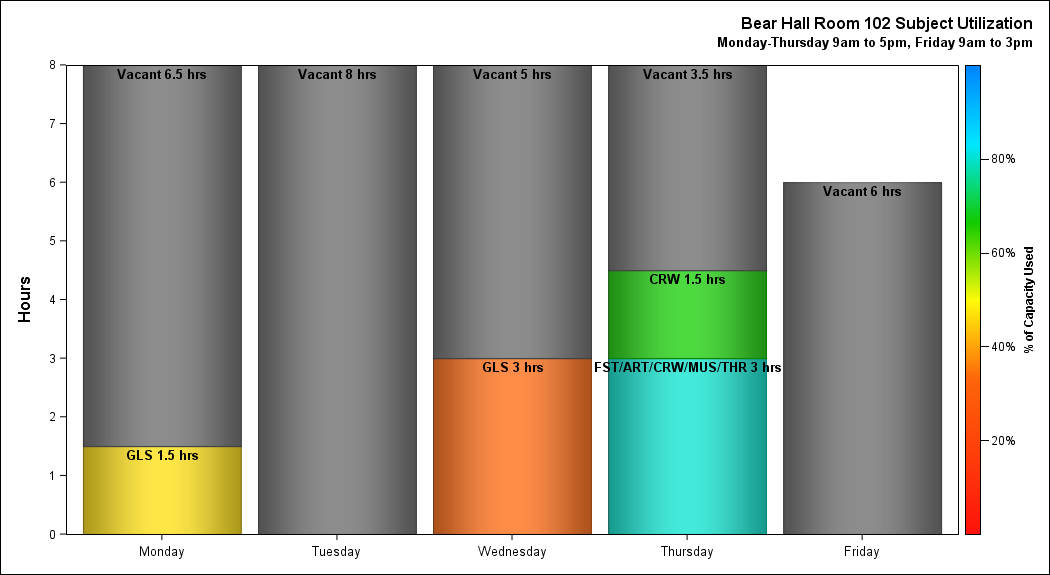 Bear Hall Room 102 Subject Utilization
Monday-Thursday 9am to 5pm, Friday 9am to 3pm
8
7
6
5
4
3
2
1
0
Hours
Vacant 6.5 hrs
GLS 1.5 hrs
Vacant 8 hrs
Vacant 5 hrs
GLS 3 hrs
Vacant 3.5 hrs
CRW 1.5 hrs
FST/ART/CRW/MUS/THR 3 hrs
Vacant 6 hrs
Monday
Tuesday
Wednesday
Thursday
Friday
80%
60%
40%
20%
% of Capacity Used